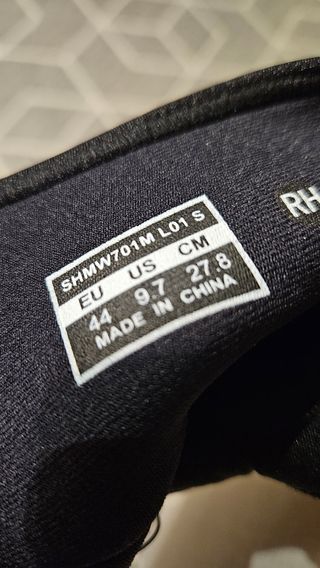 SHMW701M L01 S
EU US CM
44 9.7 27.8
MADE IN CHINA
RH